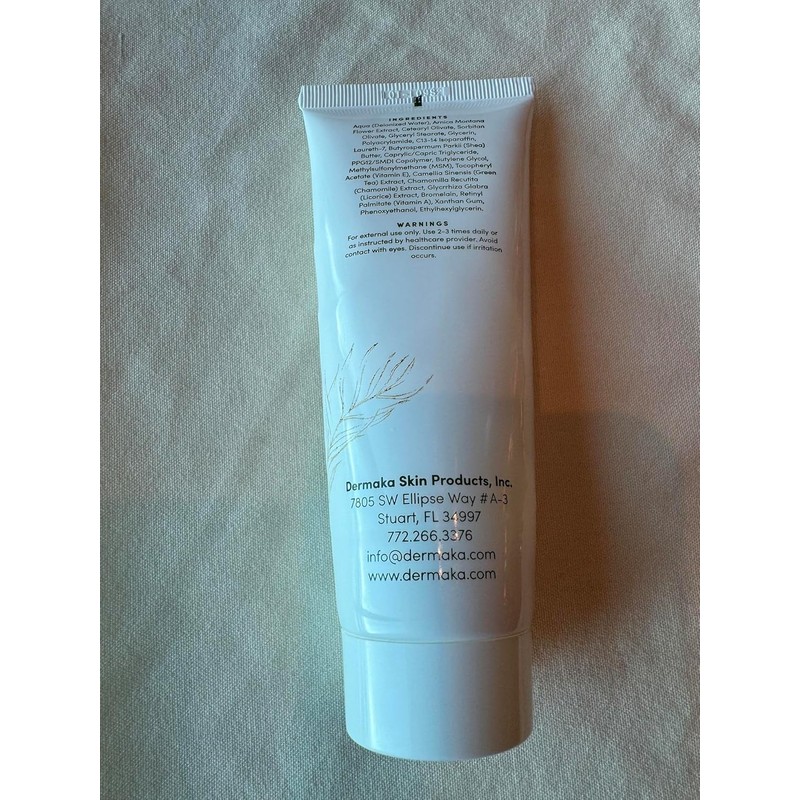 INGREDIENTS
Aqua (Deionized Water), Arnica Montana
Flower Extract, Cetearyl Olivate, Sorbitan
Olivate, Glyceryl Stearate, Glycerin,
Polyacrylamide, C13-14 Isoparaffin,
Laureth-7, Butyrospermum Parkii (Shea)
Butter, Caprylic/Capric Triglyceride,
PPG12/SMDI Copolymer, Butylene Glycol,
Methylsulfonylmethane (MSM), Tocopheryl
Acetate (Vitamin E), Camellia Sinensis (Green
Tea) Extract, Chamomilla Recutita
(Chamomile) Extract, Glycrrhiza Glabra
(Licorice) Extract, Bromelain, Retinyl
Palmitate (Vitamin A), Xanthan Gum,
Phenoxyethanol, Ethylhexylglycerin,
WARNINGS
For external use only. Use 2-3 times daily or
as instructed by healthcare provider. Avoid
contact with eyes. Discontinue use if irritation
occurs.
Dermaka Skin Products, Inc.
7805 SW Ellipse Way # A-3
Stuart, FL 34997
772.266.3376
info@dermaka.com
www.dermaka.com